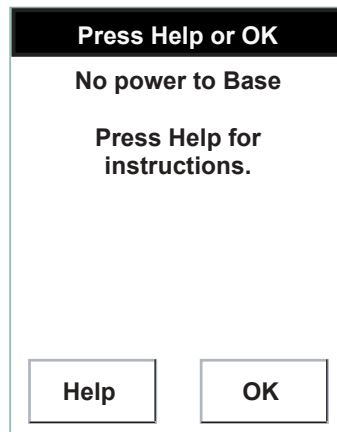 Press Help or OK
No power to Base
Press Help for
instructions.
Help
OK